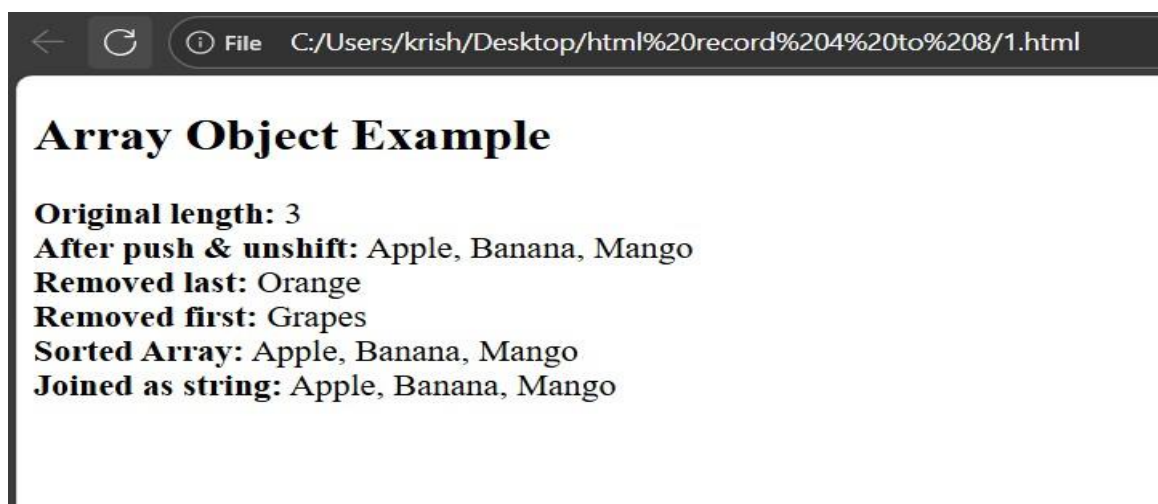 File C:/Users/krish/Desktop/html%20record%204%20to%208/1.html
Array Object Example
Original length: 3
After push & unshift: Apple, Banana, Mango
Removed last: Orange
Removed first: Grapes
Sorted Array: Apple, Banana, Mango
Joined as string: Apple, Banana, Mango